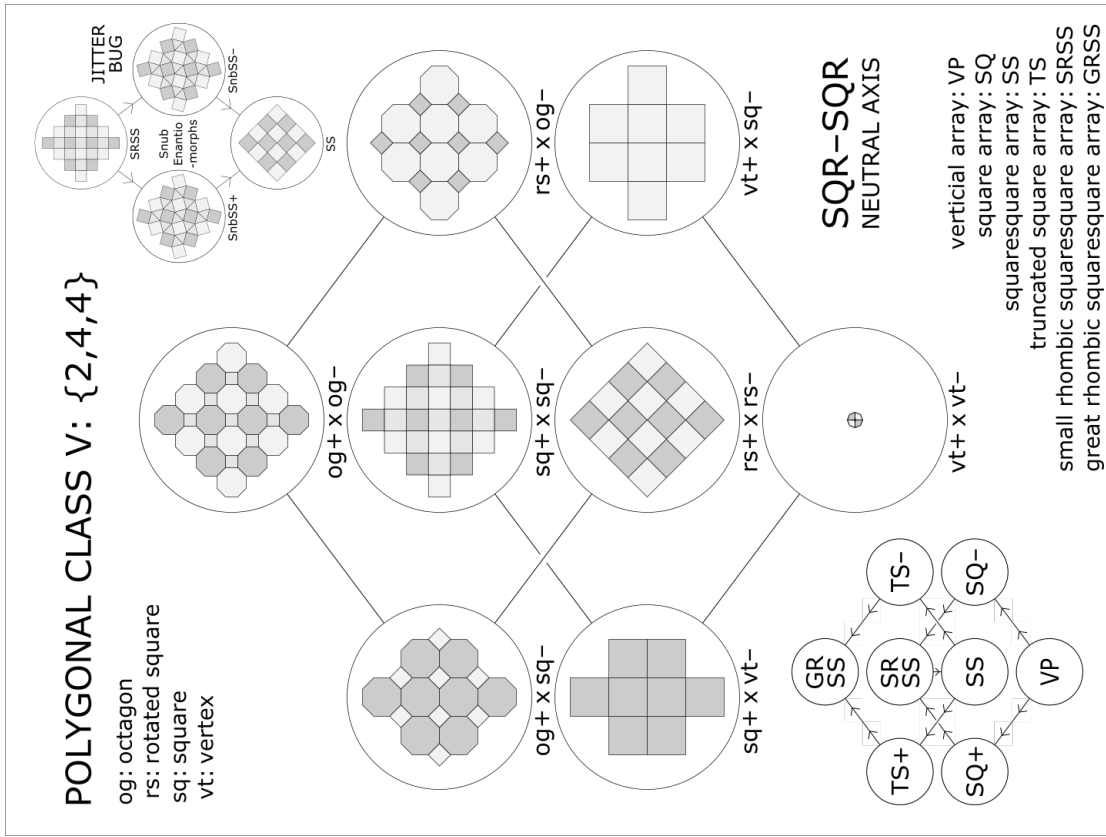 POLYGONAL CLASS V: {2,4,4}
og: octagon
rs: rotated square
sq: square
vt: vertex
JITTER
BUG
SRSS
Snub
Enantio
-morphs
SnbSS+
SnbSS−
SS
og+ x og−
og+ x sq−
sq+ x sq−
rs+ x og−
sq+ x vt−
rs+ x rs−
vt+ x sq−
vt+ x vt−
GR
SS
TS+
SR
SS
TS−
SQ+
SS
SQ−
VP
SQR−SQR
NEUTRAL AXIS
verticial array: VP
square array: SQ
squaresquare array: SS
truncated square array: TS
small rhombic squaresquare array: SRSS
great rhombic squaresquare array: GRSS